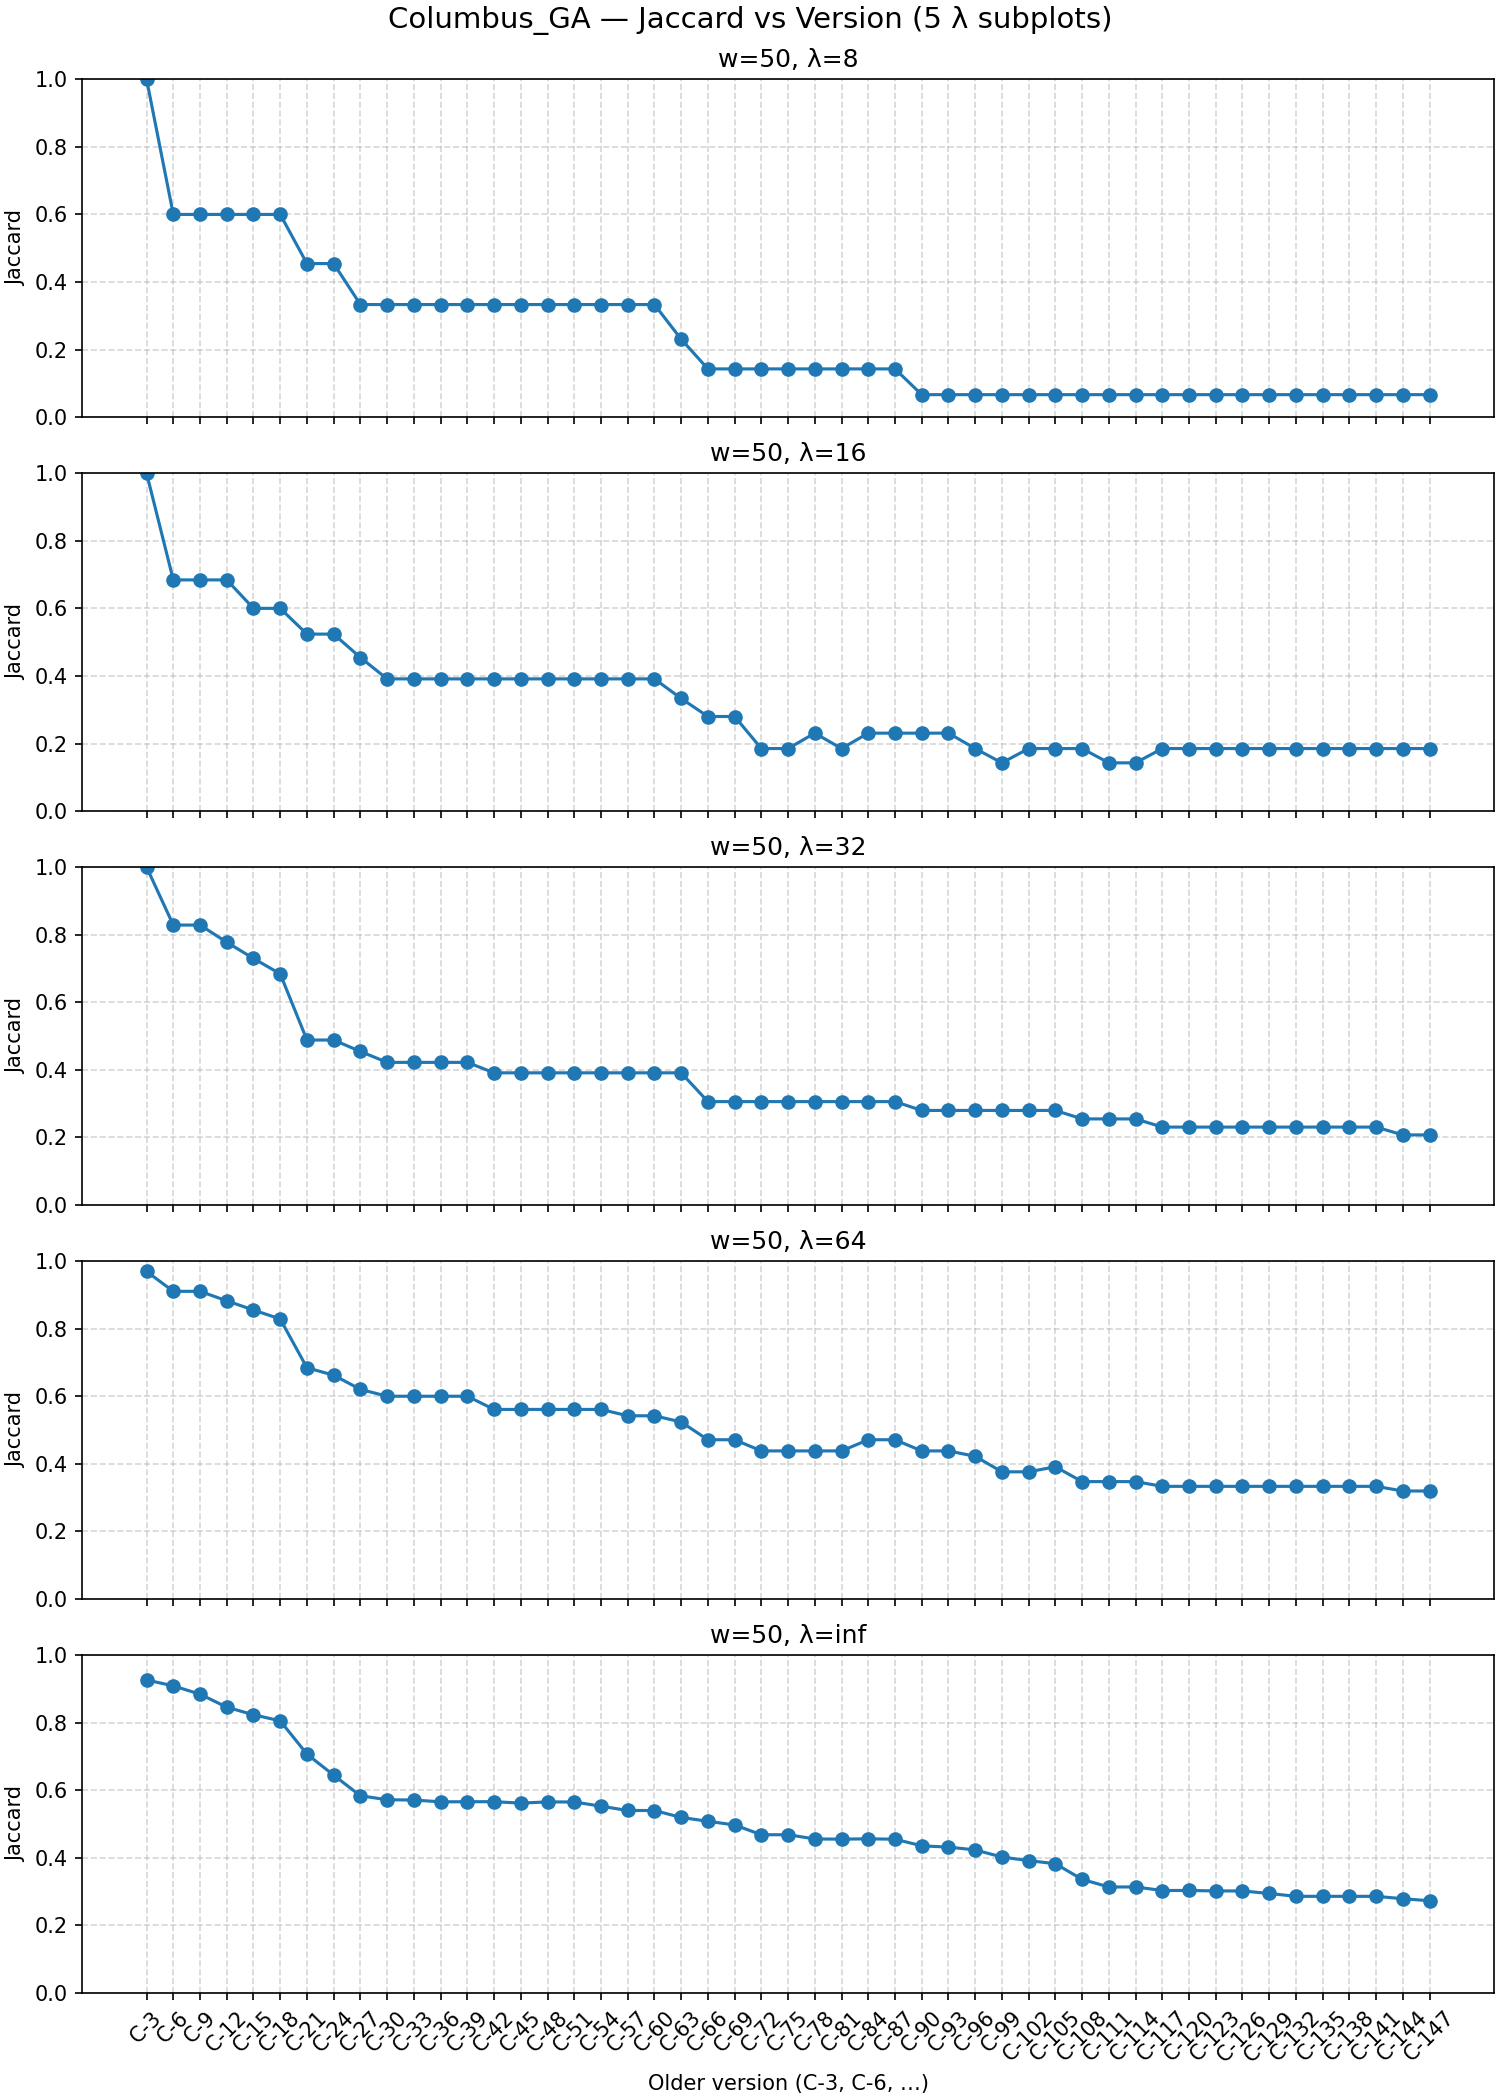 Columbus_GA — Jaccard vs Version (5 λ subplots)
w=50, λ=8
1.0
0.8
0.6
0.4
0.2
0.0
Jaccard
w=50, λ=16
1.0
0.8
0.6
0.4
0.2
0.0
Jaccard
w=50, λ=32
1.0
0.8
0.6
0.4
0.2
0.0
Jaccard
w=50, λ=64
1.0
0.8
0.6
0.4
0.2
0.0
Jaccard
w=50, λ=inf
1.0
0.8
0.6
0.4
0.2
0.0
Jaccard
C-3 C-6 C-9 C-12 C-15 C-18 C-21 C-24 C-27 C-30 C-33 C-36 C-39 C-42 C-45 C-48 C-51 C-54 C-57 C-60 C-63 C-66 C-69 C-72 C-75 C-78 C-81 C-84 C-87 C-90 C-93 C-96 C-99 C-102 C-105 C-108 C-111 C-114 C-117 C-120 C-123 C-126 C-129 C-132 C-135 C-138 C-141 C-144 C-147
Older version (C-3, C-6, ...)